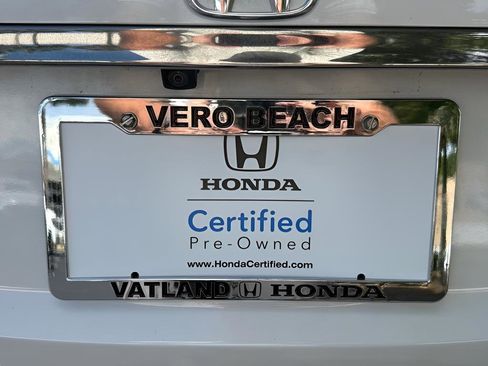 VERO BEACH
HONDA
Certified
Pre-Owned
www.HondaCertified.com
VATLAND HONDA